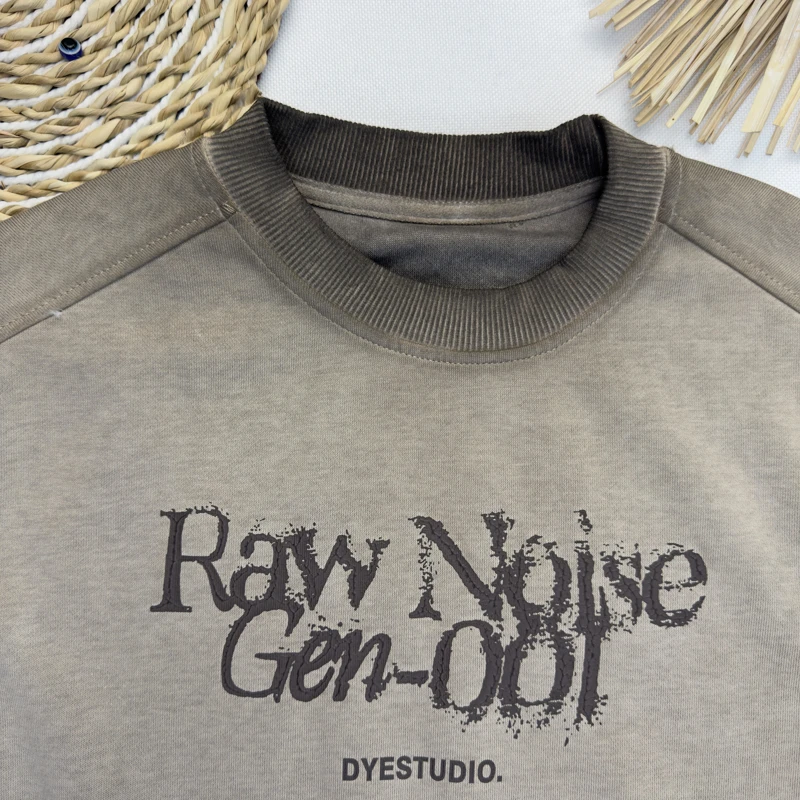 Raw Noise
Gen-001
DYESTUDIO.